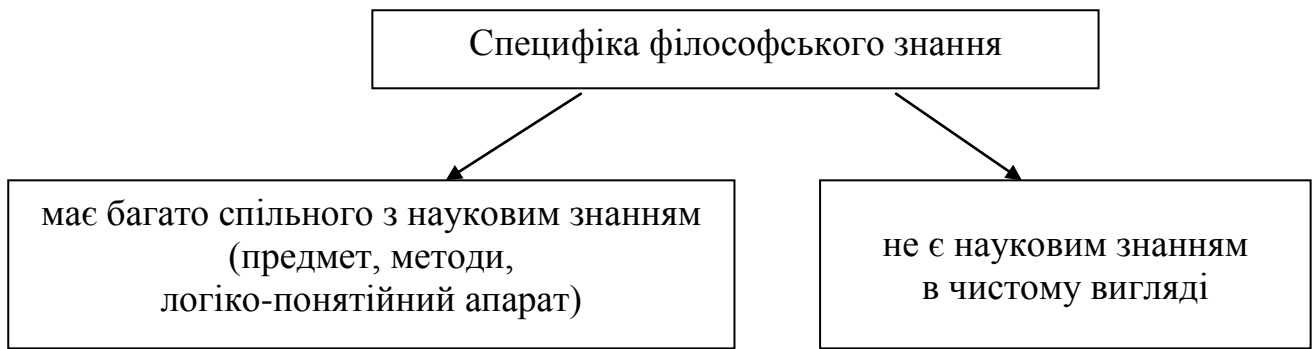 Специфіка філософського знання
має багато спільного з науковим знанням
(предмет, методи,
логіко-понятійний апарат)
не є науковим знанням
в чистому вигляді